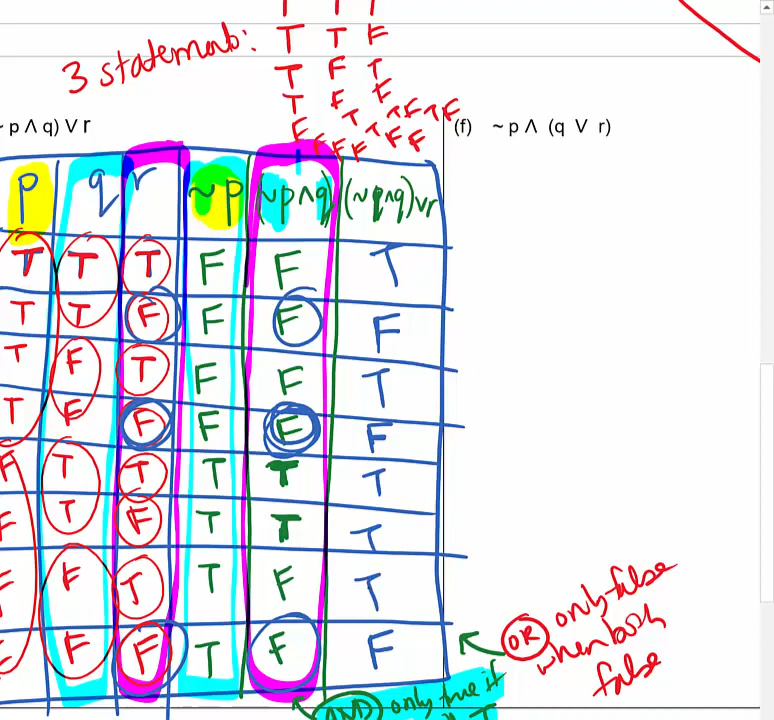 T T T
3 statements: T T F
T F T
T F F
F T T F T F
F F F T F F
~ p ∧ q) ∨ r
(f) ~ p ∧ (q ∨ r)
p q r ~p (~p∧q) (~p∧q)∨r
T T T F F T
T T F F F F
T F T F F T
T F F F F F
F T T T T T
F T F T T T
F F T T F T
F F F T F F
OR only false
when both
false
AND only true if
T